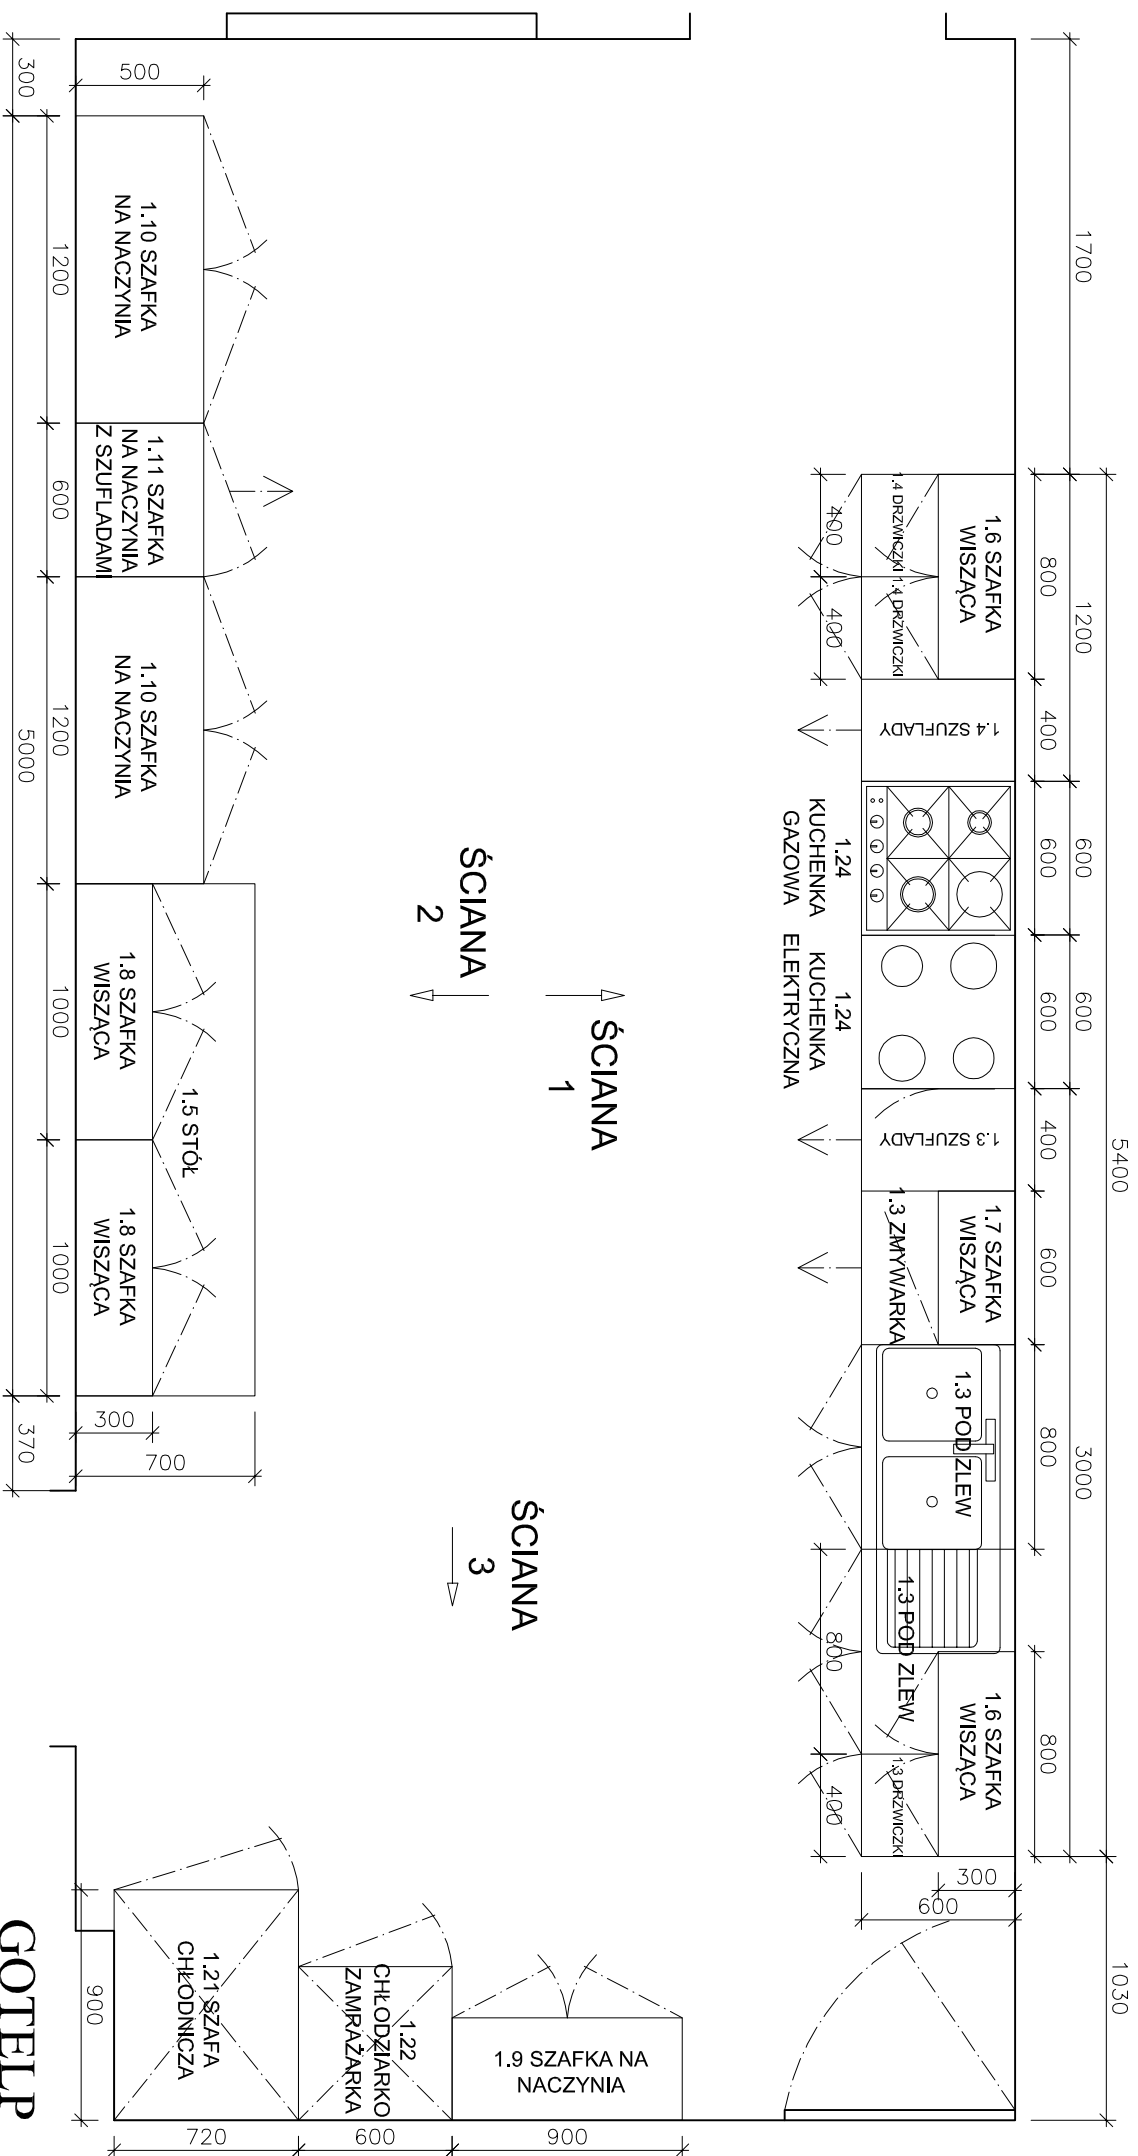 5400
1030
1700
1200
600
600
3000
800
400
600
600
400
600
800
800
1.6 SZAFKA
WISZĄCA
1.4 DRZWICZKI
1.4 DRZWICZKI
400
400
1.4 SZUFLADY
1.24
KUCHENKA
GAZOWA
1.24
KUCHENKA
ELEKTRYCZNA
1.3 SZUFLADY
1.7 SZAFKA
WISZĄCA
1.3 ZMYWARKA
1.3 POD ZLEW
1.3 POD ZLEW
1.6 SZAFKA
WISZĄCA
1.3 DRZWICZKI
800
400
300
600
ŚCIANA
1
ŚCIANA
2
ŚCIANA
3
500
1.10 SZAFKA
NA NACZYNIA
1.11 SZAFKA
NA NACZYNIA
Z SZUFLADAMI
1.10 SZAFKA
NA NACZYNIA
1.8 SZAFKA
WISZĄCA
1.5 STÓŁ
1.8 SZAFKA
WISZĄCA
300
700
1200
600
1200
1000
1000
300
5000
370
1.9 SZAFKA NA
NACZYNIA
1.22
CHŁODZIARKO
ZAMRAŻARKA
1.21 SZAFA
CHŁODNICZA
900
720
600
900
GOTELP